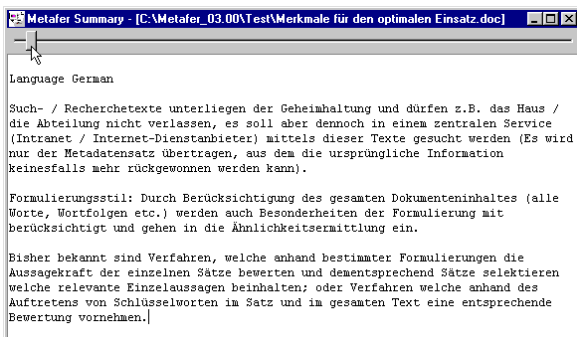 Metafer Summary - [C:\Metafer_03.00\Test\Merkmale für den optimalen Einsatz.doc]
Language German
Such- / Recherchetexte unterliegen der Geheimhaltung und dürfen z.B. das Haus /
die Abteilung nicht verlassen, es soll aber dennoch in einem zentralen Service
(Intranet / Internet-Dienstanbieter) mittels dieser Texte gesucht werden (Es wird
nur der Metadatensatz übertragen, aus dem die ursprüngliche Information
keinesfalls mehr rückgewonnen werden kann).
Formulierungsstil: Durch Berücksichtigung des gesamten Dokumenteninhaltes (alle
Worte, Wortfolgen etc.) werden auch Besonderheiten der Formulierung mit
berücksichtigt und gehen in die Ähnlichkeitsermittlung ein.
Bisher bekannt sind Verfahren, welche anhand bestimmter Formulierungen die
Aussagekraft der einzelnen Sätze bewerten und dementsprechend Sätze selektieren
welche relevante Einzelaussagen beinhalten; oder Verfahren welche anhand des
Auftretens von Schlüsselworten im Satz und im gesamten Text eine entsprechende
Bewertung vornehmen.